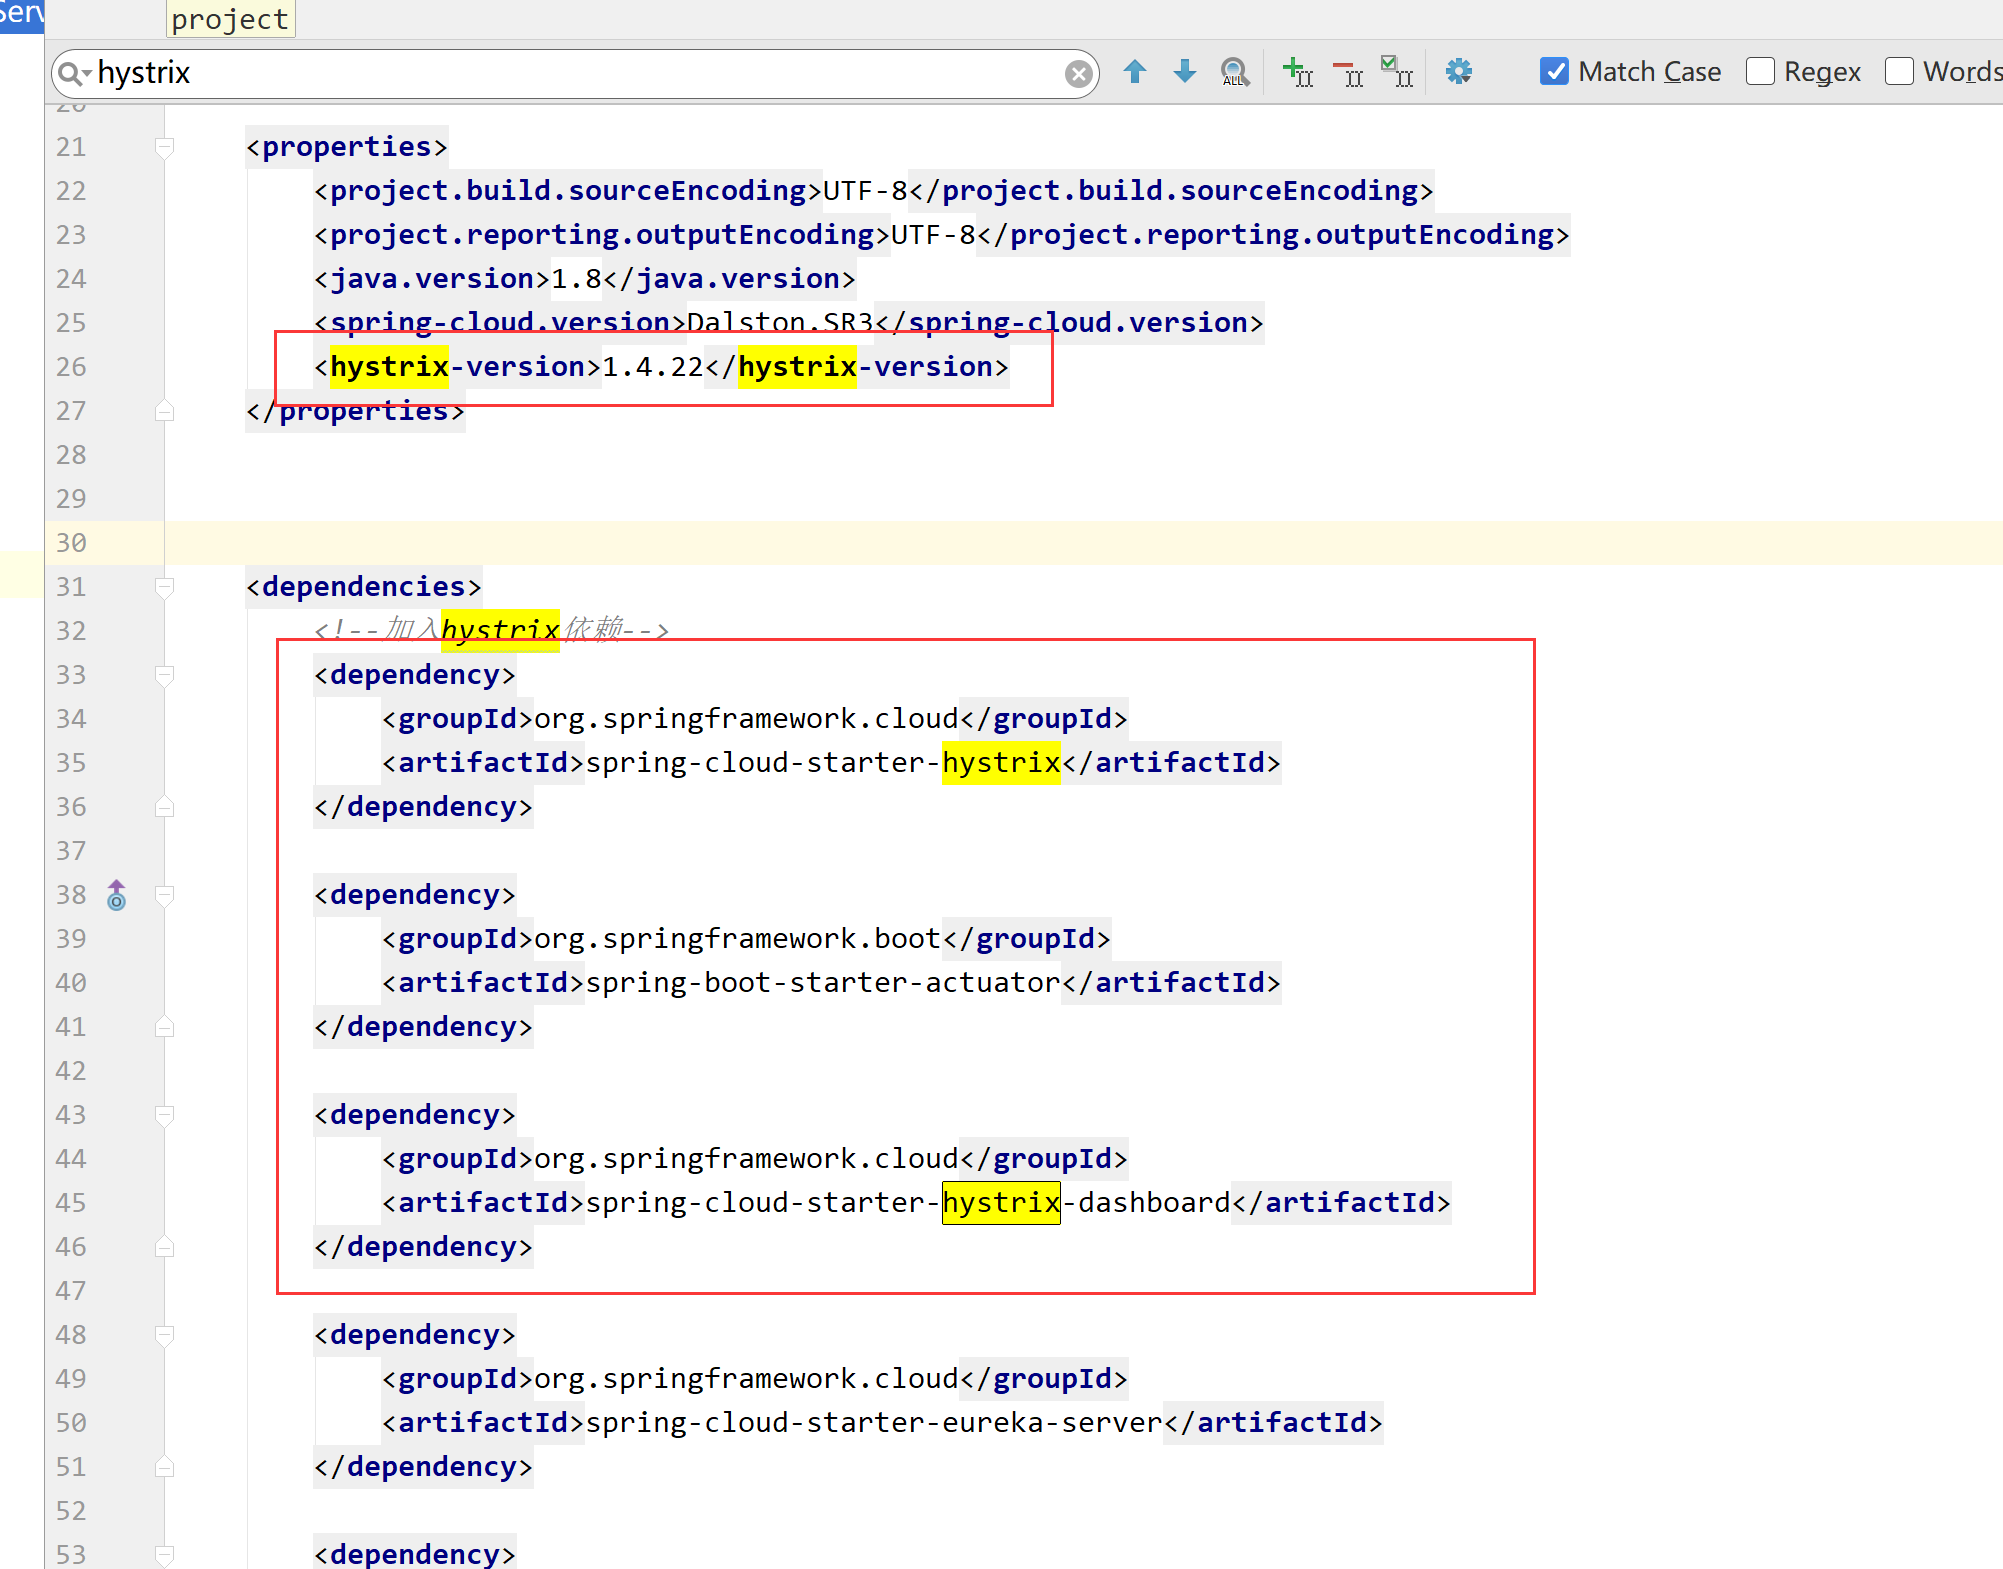 Serv
project
hystrix
ALL
Match Case
Regex
Words
20
21 <properties>
22 <project.build.sourceEncoding>UTF-8</project.build.sourceEncoding>
23 <project.reporting.outputEncoding>UTF-8</project.reporting.outputEncoding>
24 <java.version>1.8</java.version>
25 <spring-cloud.version>Dalston.SR3</spring-cloud.version>
26 <hystrix-version>1.4.22</hystrix-version>
27 </properties>
28
29
30
31 <dependencies>
32 <!--加入hystrix依赖-->
33 <dependency>
34 <groupId>org.springframework.cloud</groupId>
35 <artifactId>spring-cloud-starter-hystrix</artifactId>
36 </dependency>
37
38 <dependency>
39 <groupId>org.springframework.boot</groupId>
40 <artifactId>spring-boot-starter-actuator</artifactId>
41 </dependency>
42
43 <dependency>
44 <groupId>org.springframework.cloud</groupId>
45 <artifactId>spring-cloud-starter-hystrix-dashboard</artifactId>
46 </dependency>
47
48 <dependency>
49 <groupId>org.springframework.cloud</groupId>
50 <artifactId>spring-cloud-starter-eureka-server</artifactId>
51 </dependency>
52
53 <dependency>